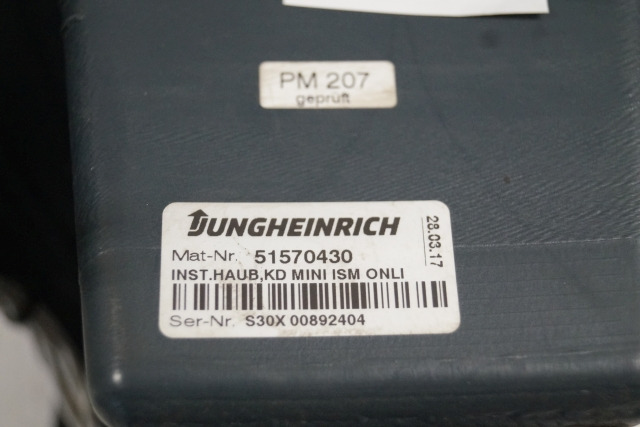 PM 207
geprüft
JUNGHEINRICH
28.03.17
Mat-Nr. 51570430
INST.HAUB,KD MINI ISM ONLI
Ser-Nr. S30X 00892404